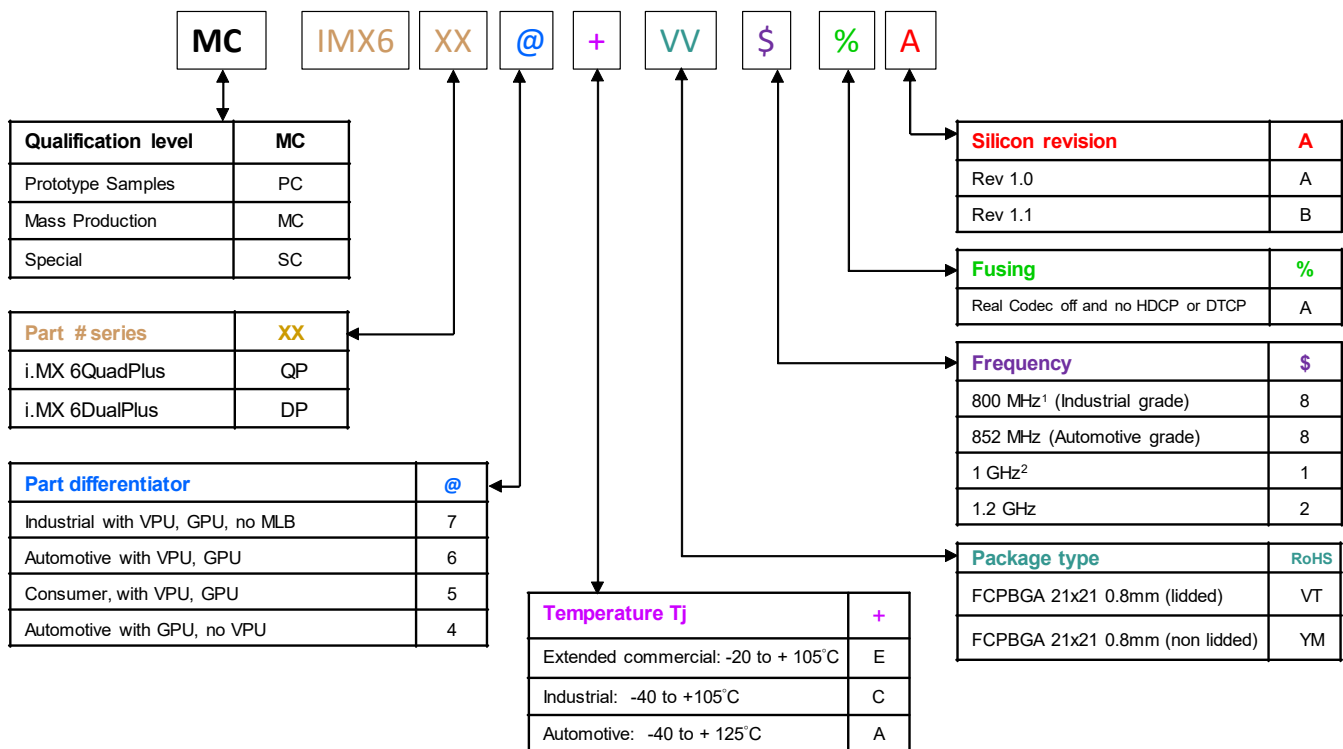 MC IMX6 XX @ + VV $ % A
Qualification level MC
Prototype Samples PC
Mass Production MC
Special SC
Part # series XX
i.MX 6QuadPlus QP
i.MX 6DualPlus DP
Part differentiator @
Industrial with VPU, GPU, no MLB 7
Automotive with VPU, GPU 6
Consumer, with VPU, GPU 5
Automotive with GPU, no VPU 4
Temperature Tj +
Extended commercial: -20 to + 105°C E
Industrial: -40 to +105°C C
Automotive: -40 to + 125°C A
Silicon revision A
Rev 1.0 A
Rev 1.1 B
Fusing %
Real Codec off and no HDCP or DTCP A
Frequency $
800 MHz¹ (Industrial grade) 8
852 MHz (Automotive grade) 8
1 GHz² 1
1.2 GHz 2
Package type RoHS
FCPBGA 21x21 0.8mm (lidded) VT
FCPBGA 21x21 0.8mm (non lidded) YM